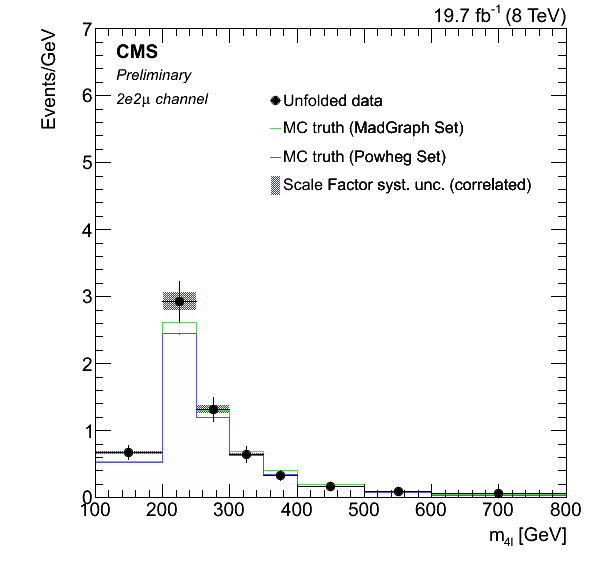 19.7 fb⁻¹ (8 TeV)
Events/GeV
CMS
Preliminary
2e2μ channel
Unfolded data
MC truth (MadGraph Set)
MC truth (Powheg Set)
Scale Factor syst. unc. (correlated)
7
6
5
4
3
2
1
0
100 200 300 400 500 600 700 800
m4l [GeV]